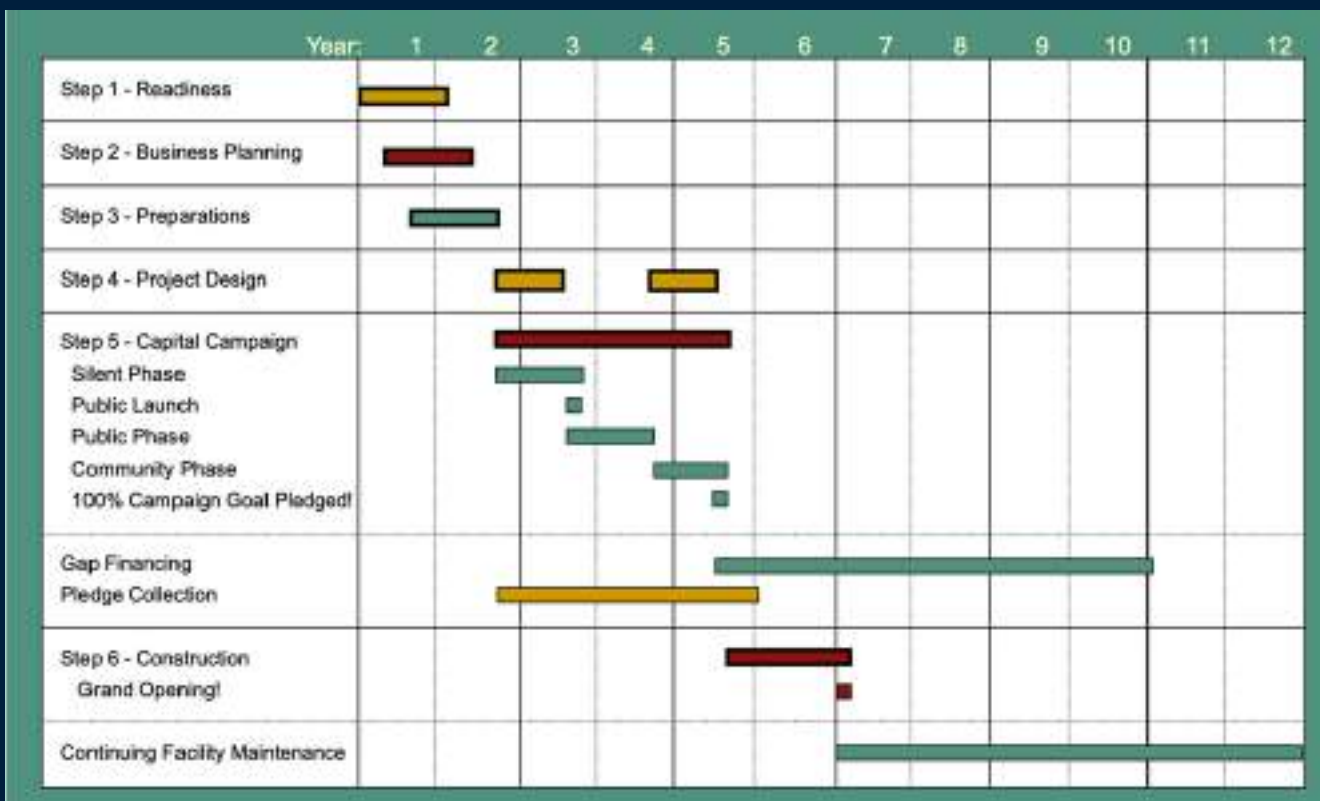 Year: 1 2 3 4 5 6 7 8 9 10 11 12
Step 1 - Readiness
Step 2 - Business Planning
Step 3 - Preparations
Step 4 - Project Design
Step 5 - Capital Campaign
Silent Phase
Public Launch
Public Phase
Community Phase
100% Campaign Goal Pledged!
Gap Financing
Pledge Collection
Step 6 - Construction
Grand Opening!
Continuing Facility Maintenance